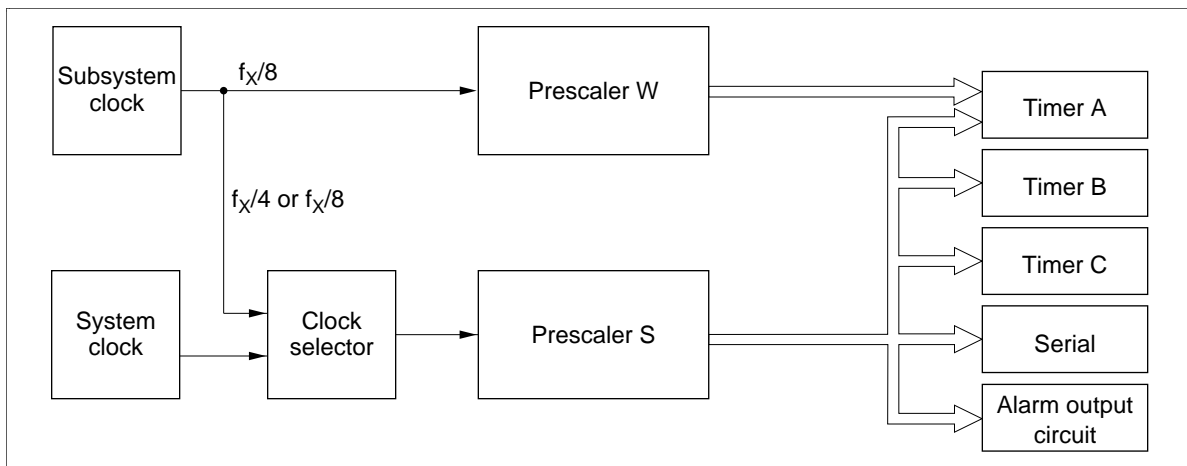 Subsystem
clock
fX/8
Prescaler W
Timer A
Timer B
fX/4 or fX/8
Timer C
System
clock
Clock
selector
Prescaler S
Serial
Alarm output
circuit